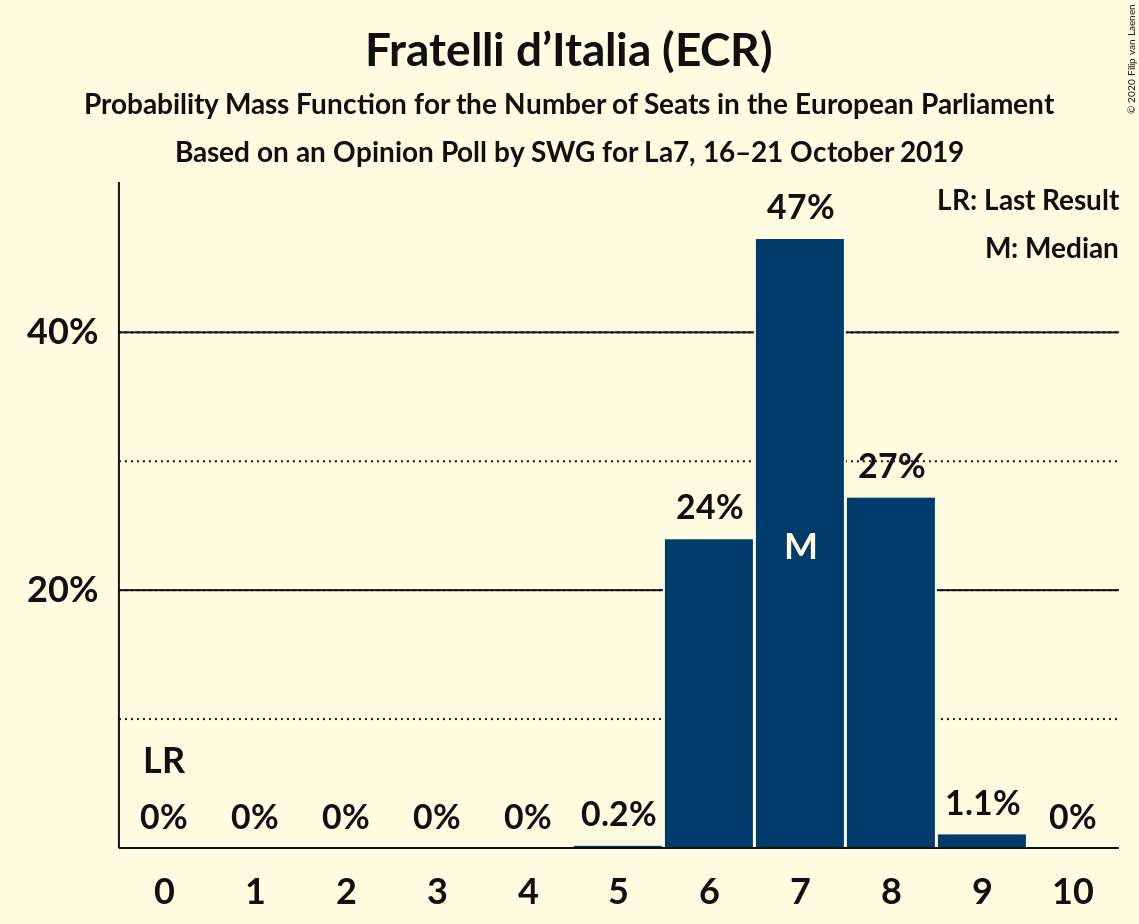 Fratelli d’Italia (ECR)
Probability Mass Function for the Number of Seats in the European Parliament
Based on an Opinion Poll by SWG for La7, 16–21 October 2019
© 2020 Filip van Laenen
LR: Last Result
M: Median
47%
40%
27%
24%
M
20%
LR
0% 0% 0% 0% 0% 0.2% 1.1% 0%
0 1 2 3 4 5 6 7 8 9 10